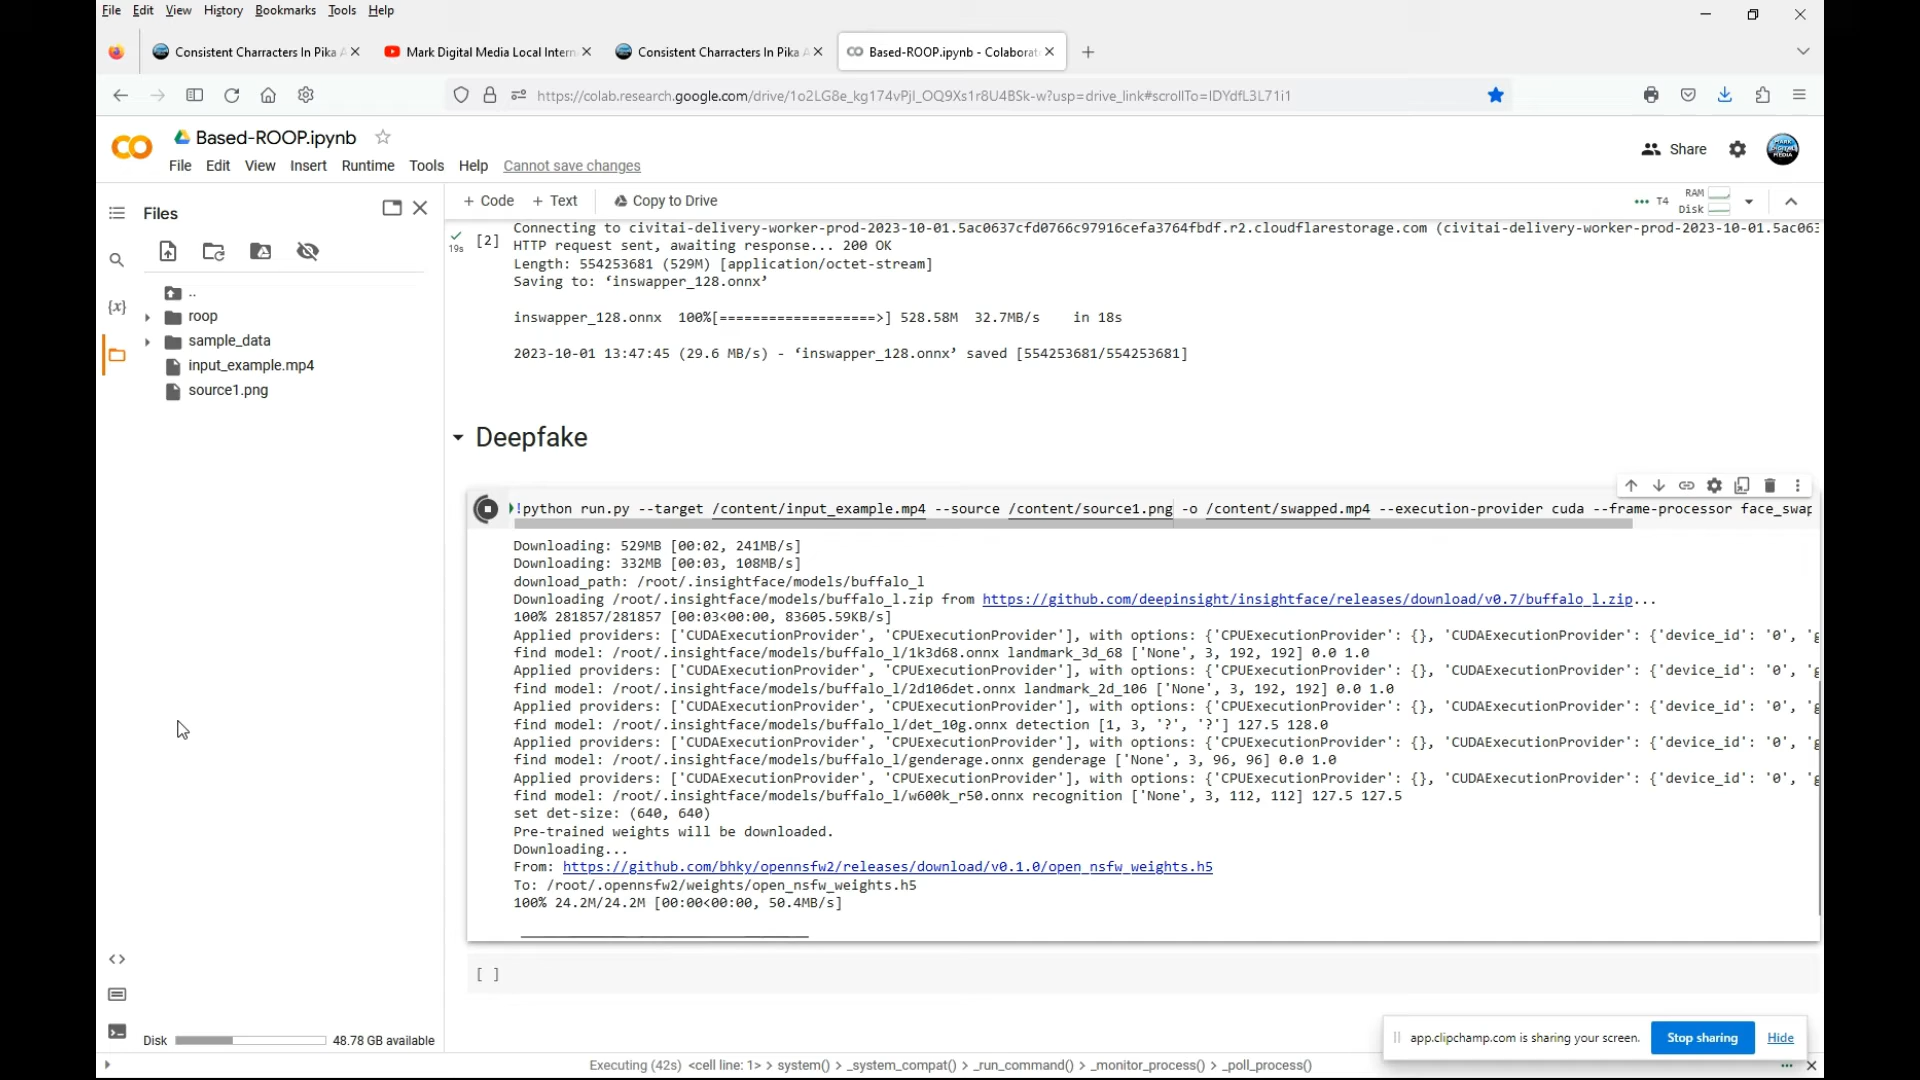 File Edit View History Bookmarks Tools Help
Consistent Charracters In Pika A
Mark Digital Media Local Intern
Consistent Charracters In Pika A
Based-ROOP.ipynb - Colaborat
https://colab.research.google.com/drive/1o2LG8e_kg174vPjI_OQ9Xs1r8U4BSk-w?usp=drive_link#scrollTo=IDYdfL3L71i1
CO
Based-ROOP.ipynb
File Edit View Insert Runtime Tools Help Cannot save changes
Share
Files
+ Code + Text Copy to Drive
T4 RAM
Disk
..
roop
sample_data
input_example.mp4
source1.png
{x}
19s
[2]
Connecting to civitai-delivery-worker-prod-2023-10-01.5ac0637cfd0766c97916cefa3764fbdf.r2.cloudflarestorage.com (civitai-delivery-worker-prod-2023-10-01.5ac063
HTTP request sent, awaiting response... 200 OK
Length: 554253681 (529M) [application/octet-stream]
Saving to: ‘inswapper_128.onnx’
inswapper_128.onnx 100%[===================>] 528.58M 32.7MB/s in 18s
2023-10-01 13:47:45 (29.6 MB/s) - ‘inswapper_128.onnx’ saved [554253681/554253681]
Deepfake
!python run.py --target /content/input_example.mp4 --source /content/source1.png -o /content/swapped.mp4 --execution-provider cuda --frame-processor face_swap
Downloading: 529MB [00:02, 241MB/s]
Downloading: 332MB [00:03, 108MB/s]
download_path: /root/.insightface/models/buffalo_l
Downloading /root/.insightface/models/buffalo_l.zip from https://github.com/deepinsight/insightface/releases/download/v0.7/buffalo_l.zip...
100% 281857/281857 [00:03<00:00, 83605.59KB/s]
Applied providers: ['CUDAExecutionProvider', 'CPUExecutionProvider'], with options: {'CPUExecutionProvider': {}, 'CUDAExecutionProvider': {'device_id': '0', 'g
find model: /root/.insightface/models/buffalo_l/1k3d68.onnx landmark_3d_68 ['None', 3, 192, 192] 0.0 1.0
Applied providers: ['CUDAExecutionProvider', 'CPUExecutionProvider'], with options: {'CPUExecutionProvider': {}, 'CUDAExecutionProvider': {'device_id': '0', 'g
find model: /root/.insightface/models/buffalo_l/2d106det.onnx landmark_2d_106 ['None', 3, 192, 192] 0.0 1.0
Applied providers: ['CUDAExecutionProvider', 'CPUExecutionProvider'], with options: {'CPUExecutionProvider': {}, 'CUDAExecutionProvider': {'device_id': '0', 'g
find model: /root/.insightface/models/buffalo_l/det_10g.onnx detection [1, 3, '?', '?'] 127.5 128.0
Applied providers: ['CUDAExecutionProvider', 'CPUExecutionProvider'], with options: {'CPUExecutionProvider': {}, 'CUDAExecutionProvider': {'device_id': '0', 'g
find model: /root/.insightface/models/buffalo_l/genderage.onnx genderage ['None', 3, 96, 96] 0.0 1.0
Applied providers: ['CUDAExecutionProvider', 'CPUExecutionProvider'], with options: {'CPUExecutionProvider': {}, 'CUDAExecutionProvider': {'device_id': '0', 'g
find model: /root/.insightface/models/buffalo_l/w600k_r50.onnx recognition ['None', 3, 112, 112] 127.5 127.5
set det-size: (640, 640)
Pre-trained weights will be downloaded.
Downloading...
From: https://github.com/bhky/opennsfw2/releases/download/v0.1.0/open_nsfw_weights.h5
To: /root/.opennsfw2/weights/open_nsfw_weights.h5
100% 24.2M/24.2M [00:00<00:00, 50.4MB/s]
[ ]
Disk 48.78 GB available
app.clipchamp.com is sharing your screen. Stop sharing Hide
Executing (42s) <cell line: 1> > system() > _system_compat() > _run_command() > _monitor_process() > _poll_process()